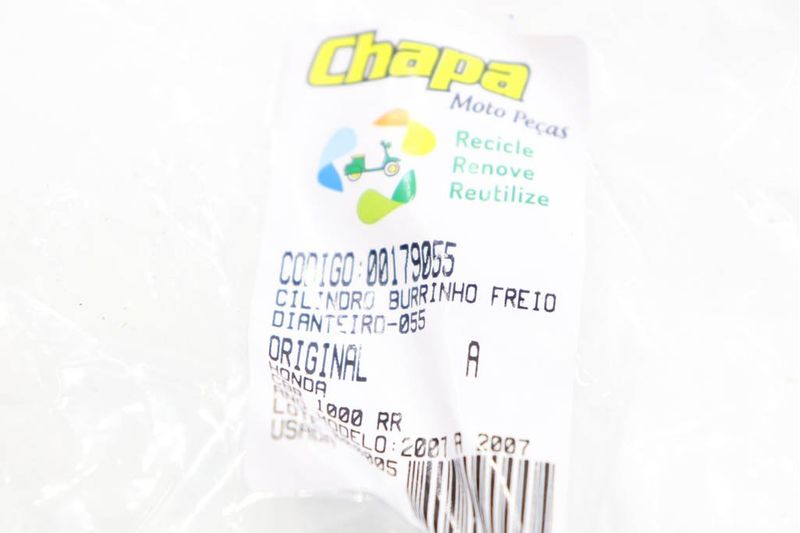 Chapa
Moto Peças
Recicle
Renove
Reutilize
CODIGO:00179055
CILINDRO BURRINHO FREIO
DIANTEIRO-055
ORIGINAL A
HONDA
1000 RR
2001 A 2007